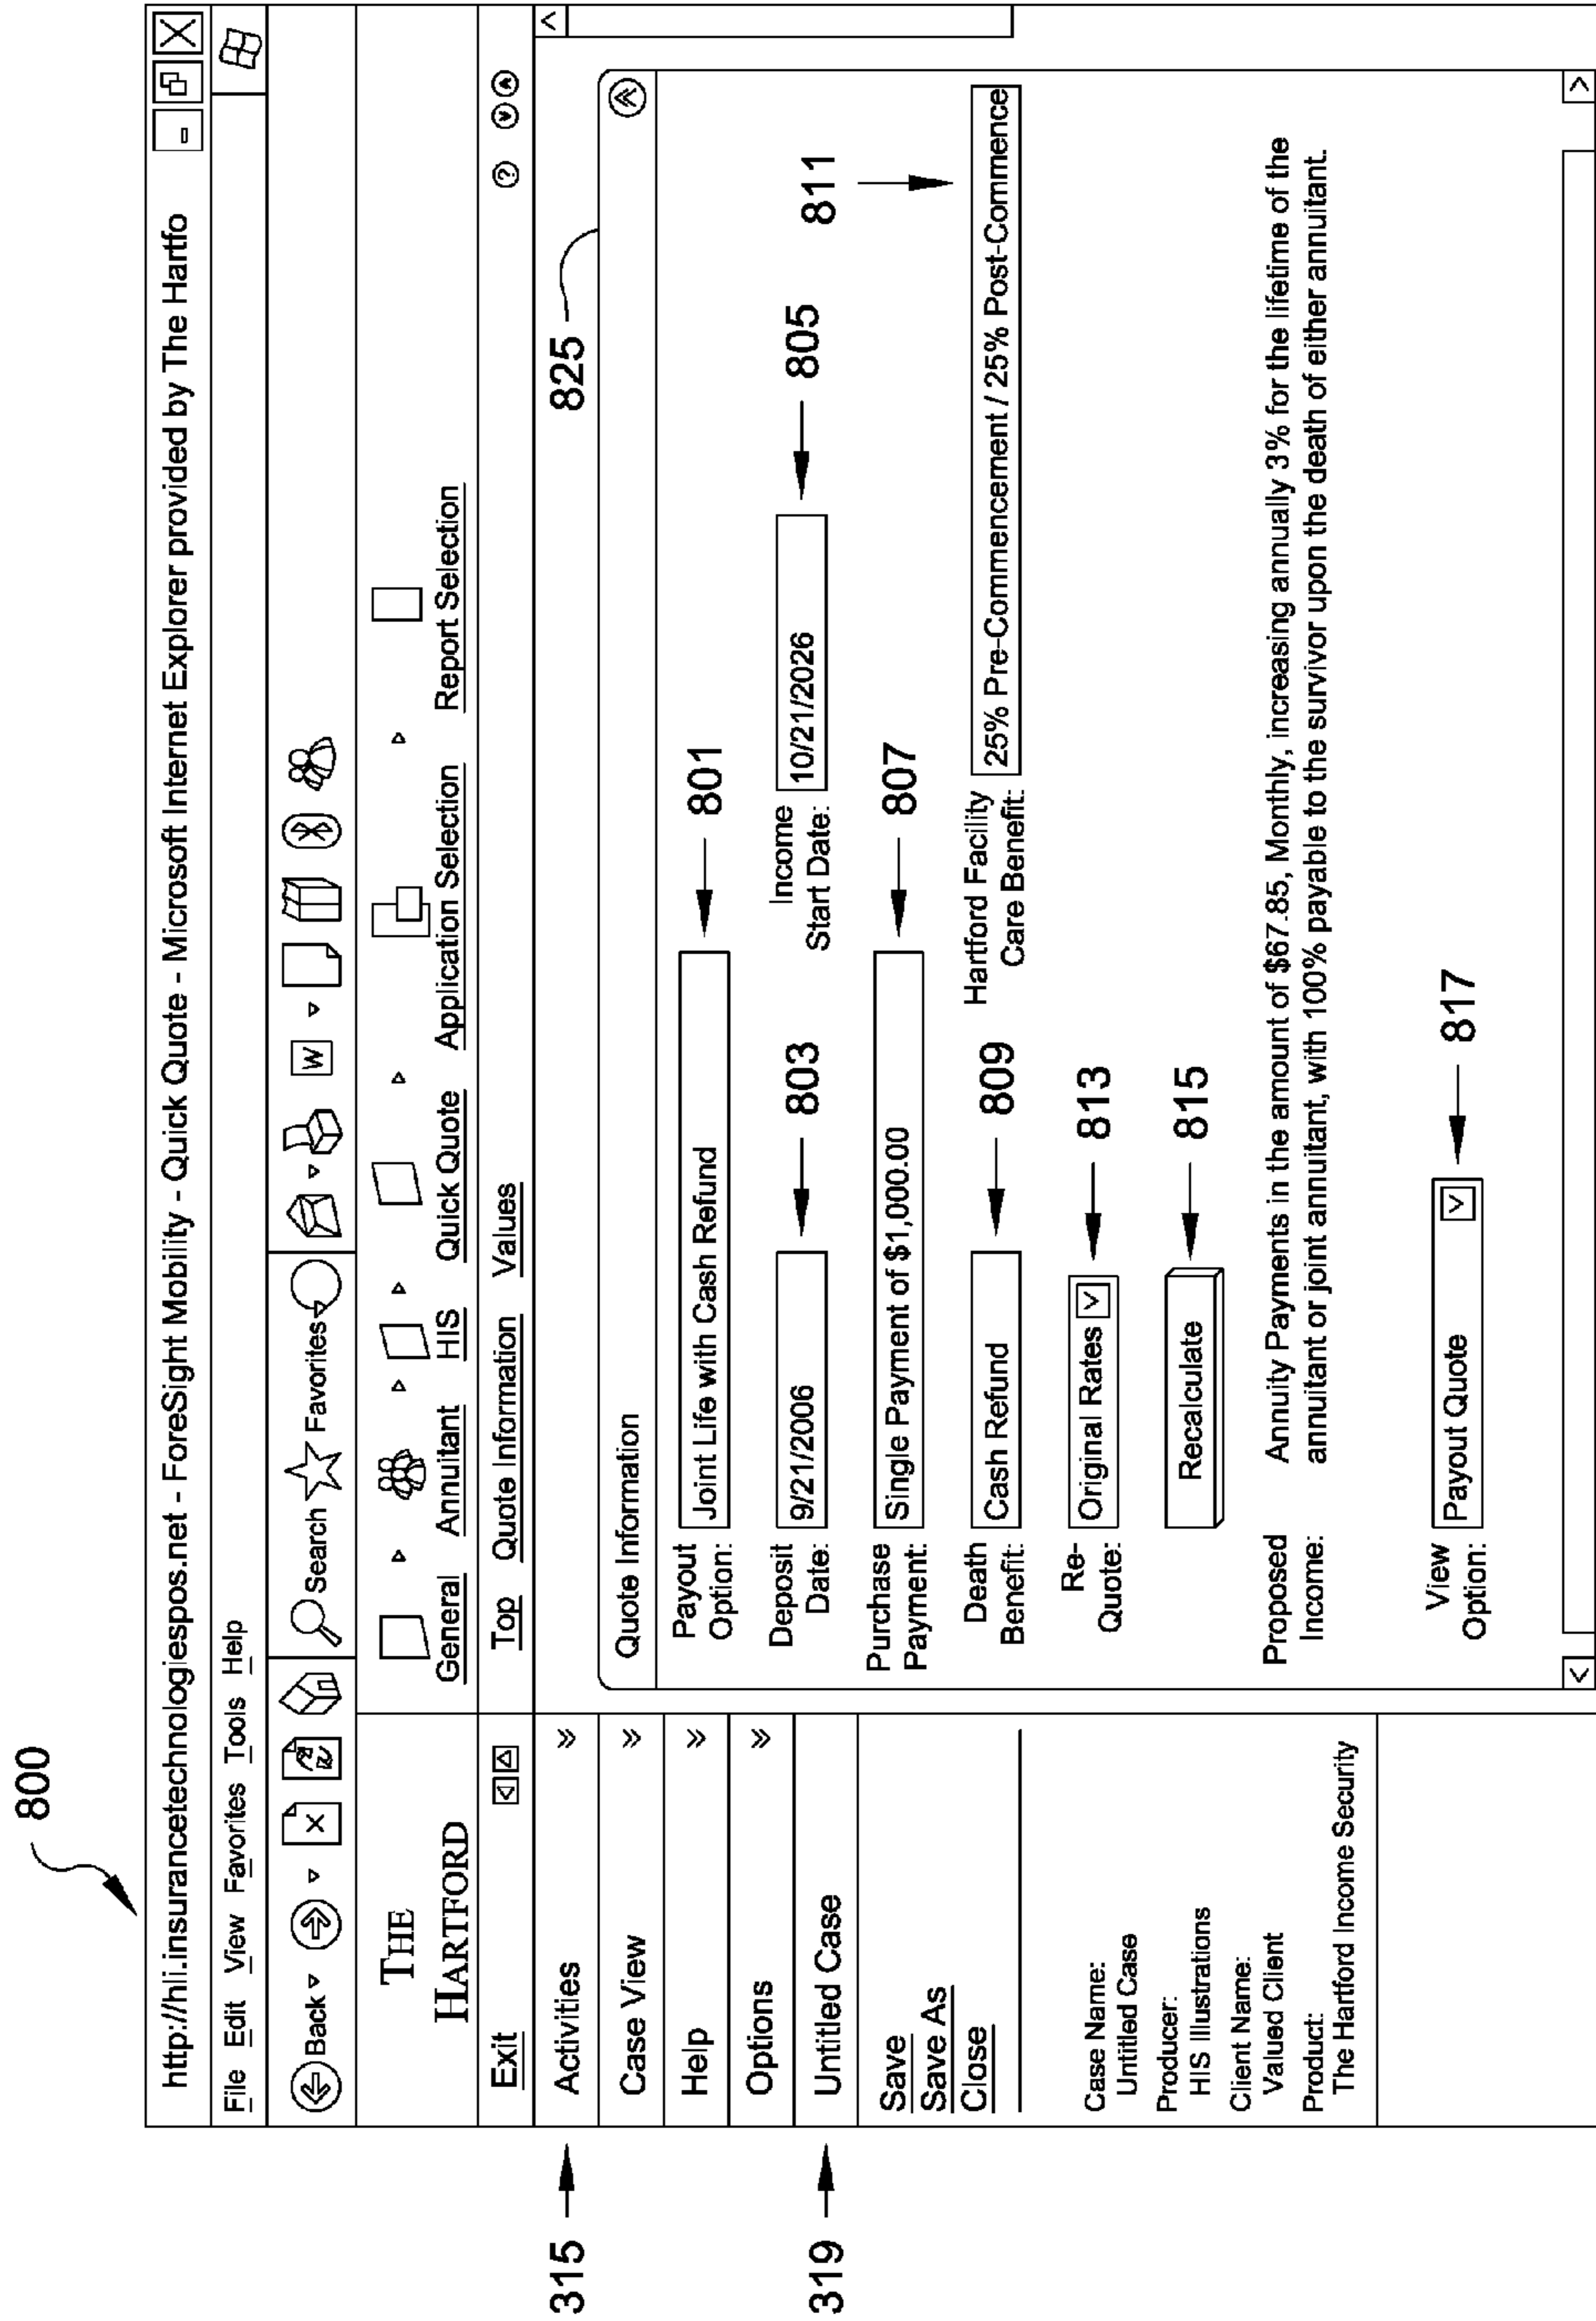 800
http://hli.insurancetechnologiespos.net - ForeSight Mobility - Quick Quote - Microsoft Internet Explorer provided by The Hartfo
File Edit View Favorites Tools Help
Back Search Favorites W
THE
HARTFORD
General Annuitant HIS Quick Quote Application Selection Report Selection
Exit Top Quote Information Values ?
315
Activities
Case View
Help
Options
319
Untitled Case
Save
Save As
Close
Case Name:
Untitled Case
Producer:
HIS Illustrations
Client Name:
Valued Client
Product:
The Hartford Income Security
825
Quote Information
Payout
Option:
Joint Life with Cash Refund
801
Deposit
Date:
9/21/2006
803
Income
Start Date:
10/21/2026
805
Purchase
Payment:
Single Payment of $1,000.00
807
811
Death
Benefit:
Cash Refund
809
Hartford Facility
Care Benefit:
25% Pre-Commencement / 25% Post-Commence
Re-
Quote:
Original Rates
813
Recalculate
815
Proposed
Income:
Annuity Payments in the amount of $67.85, Monthly, increasing annually 3% for the lifetime of the
annuitant or joint annuitant, with 100% payable to the survivor upon the death of either annuitant.
View
Option:
Payout Quote
817